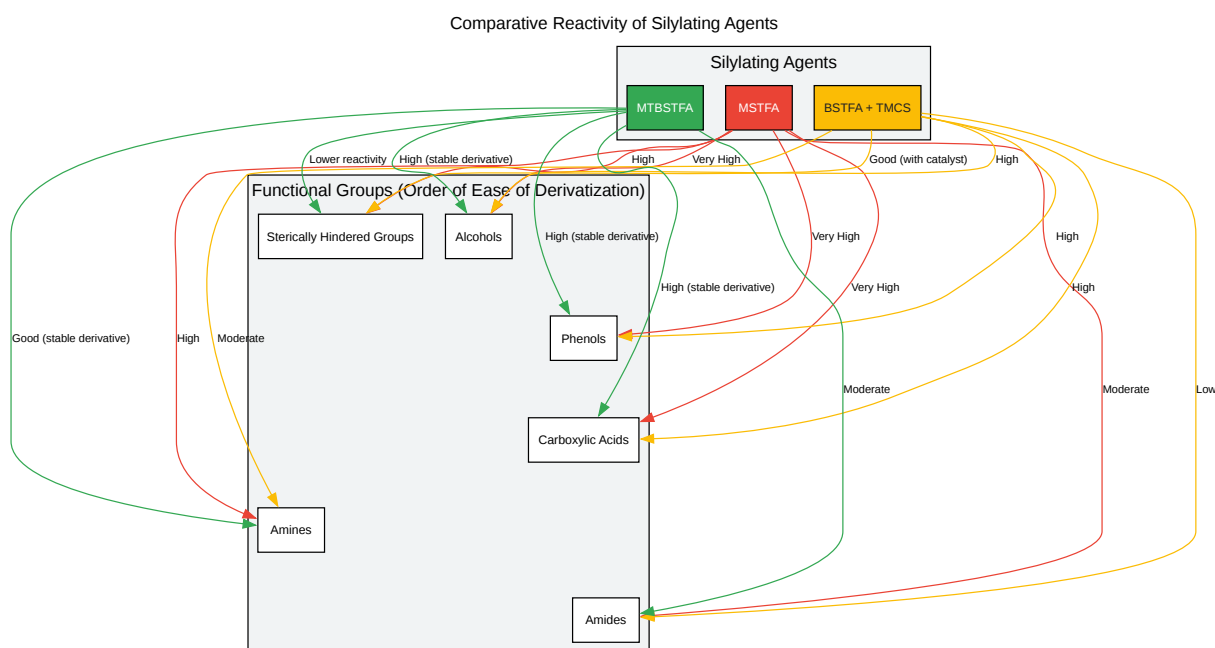 Comparative Reactivity of Silylating Agents
Silylating Agents
MTBSTFA
MSTFA
BSTFA + TMCS
Lower reactivity
High (stable derivative)
High
Very High
Good (with catalyst)
High
Functional Groups (Order of Ease of Derivatization)
Sterically Hindered Groups
Alcohols
High (stable derivative)
Very High
High
High (stable derivative)
Very High
High
Good (stable derivative)
High
Moderate
Phenols
Moderate
Moderate
Low
Carboxylic Acids
Amines
Amides